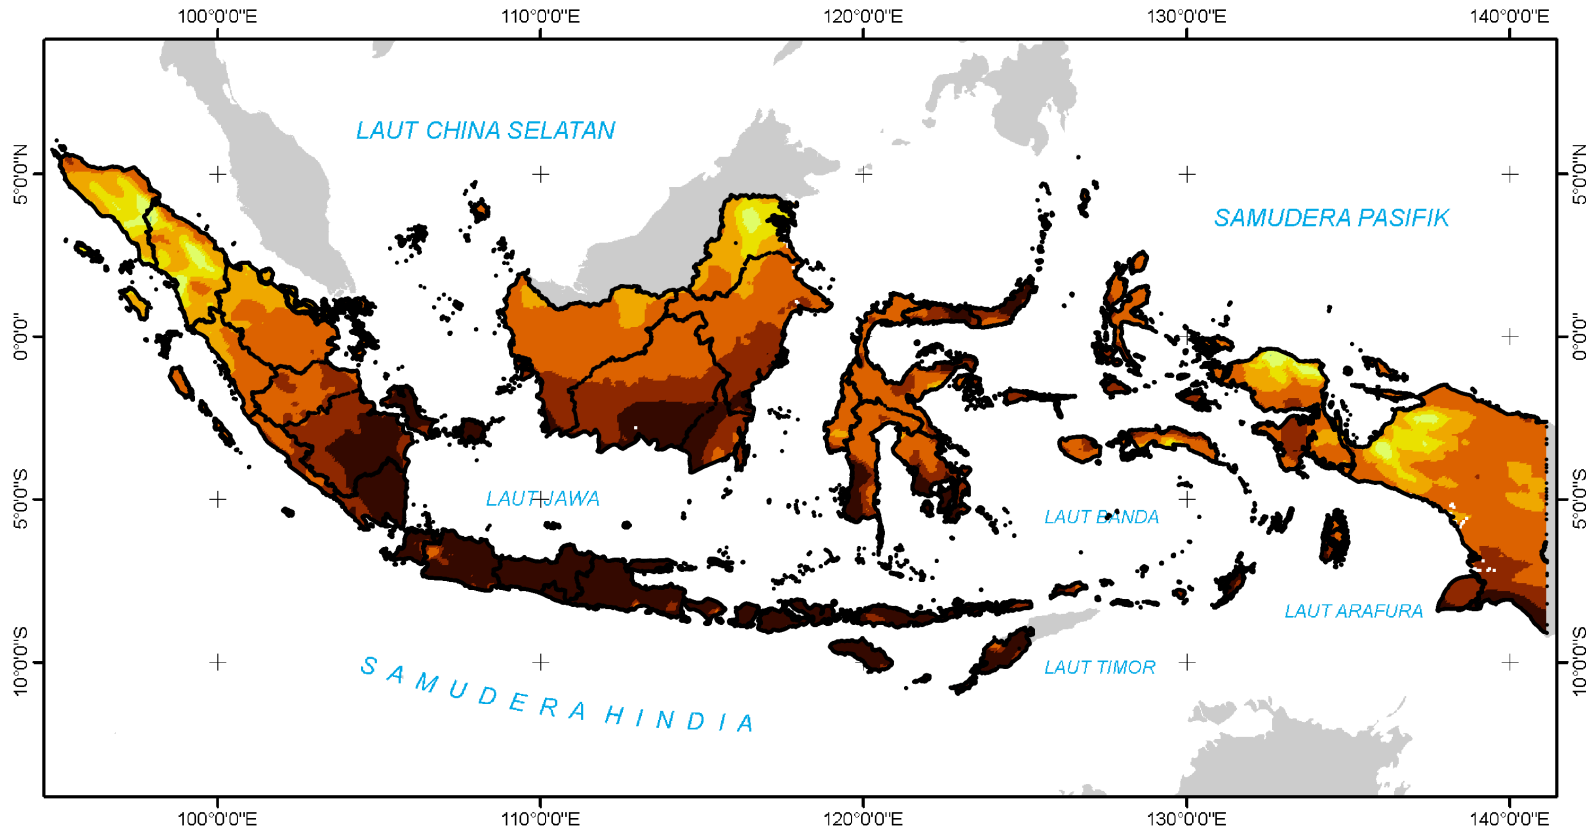 100°0'0"E 110°0'0"E 120°0'0"E 130°0'0"E 140°0'0"E
LAUT CHINA SELATAN
5°0'0"N 5°0'0"N
SAMUDERA PASIFIK
0°0'0" 0°0'0"
LAUT JAWA
5°0'0"S 5°0'0"S
LAUT BANDA
LAUT ARAFURA
10°0'0"S 10°0'0"S
LAUT TIMOR
SAMUDERA HINDIA
100°0'0"E 110°0'0"E 120°0'0"E 130°0'0"E 140°0'0"E